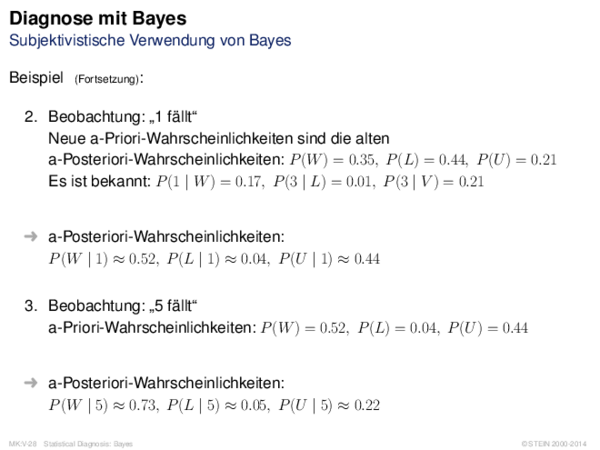 Diagnose mit Bayes
Subjektivistische Verwendung von Bayes
Beispiel (Fortsetzung):
2. Beobachtung: „1 fällt“
Neue a-Priori-Wahrscheinlichkeiten sind die alten
a-Posteriori-Wahrscheinlichkeiten: P(W) = 0.35, P(L) = 0.44, P(U) = 0.21
Es ist bekannt: P(1 | W) = 0.17, P(3 | L) = 0.01, P(3 | V) = 0.21
➜ a-Posteriori-Wahrscheinlichkeiten:
P(W | 1) ≈ 0.52, P(L | 1) ≈ 0.04, P(U | 1) ≈ 0.44
3. Beobachtung: „5 fällt“
a-Priori-Wahrscheinlichkeiten: P(W) = 0.52, P(L) = 0.04, P(U) = 0.44
➜ a-Posteriori-Wahrscheinlichkeiten:
P(W | 5) ≈ 0.73, P(L | 5) ≈ 0.05, P(U | 5) ≈ 0.22
MK:V-28 Statistical Diagnosis: Bayes © STEIN 2000-2014